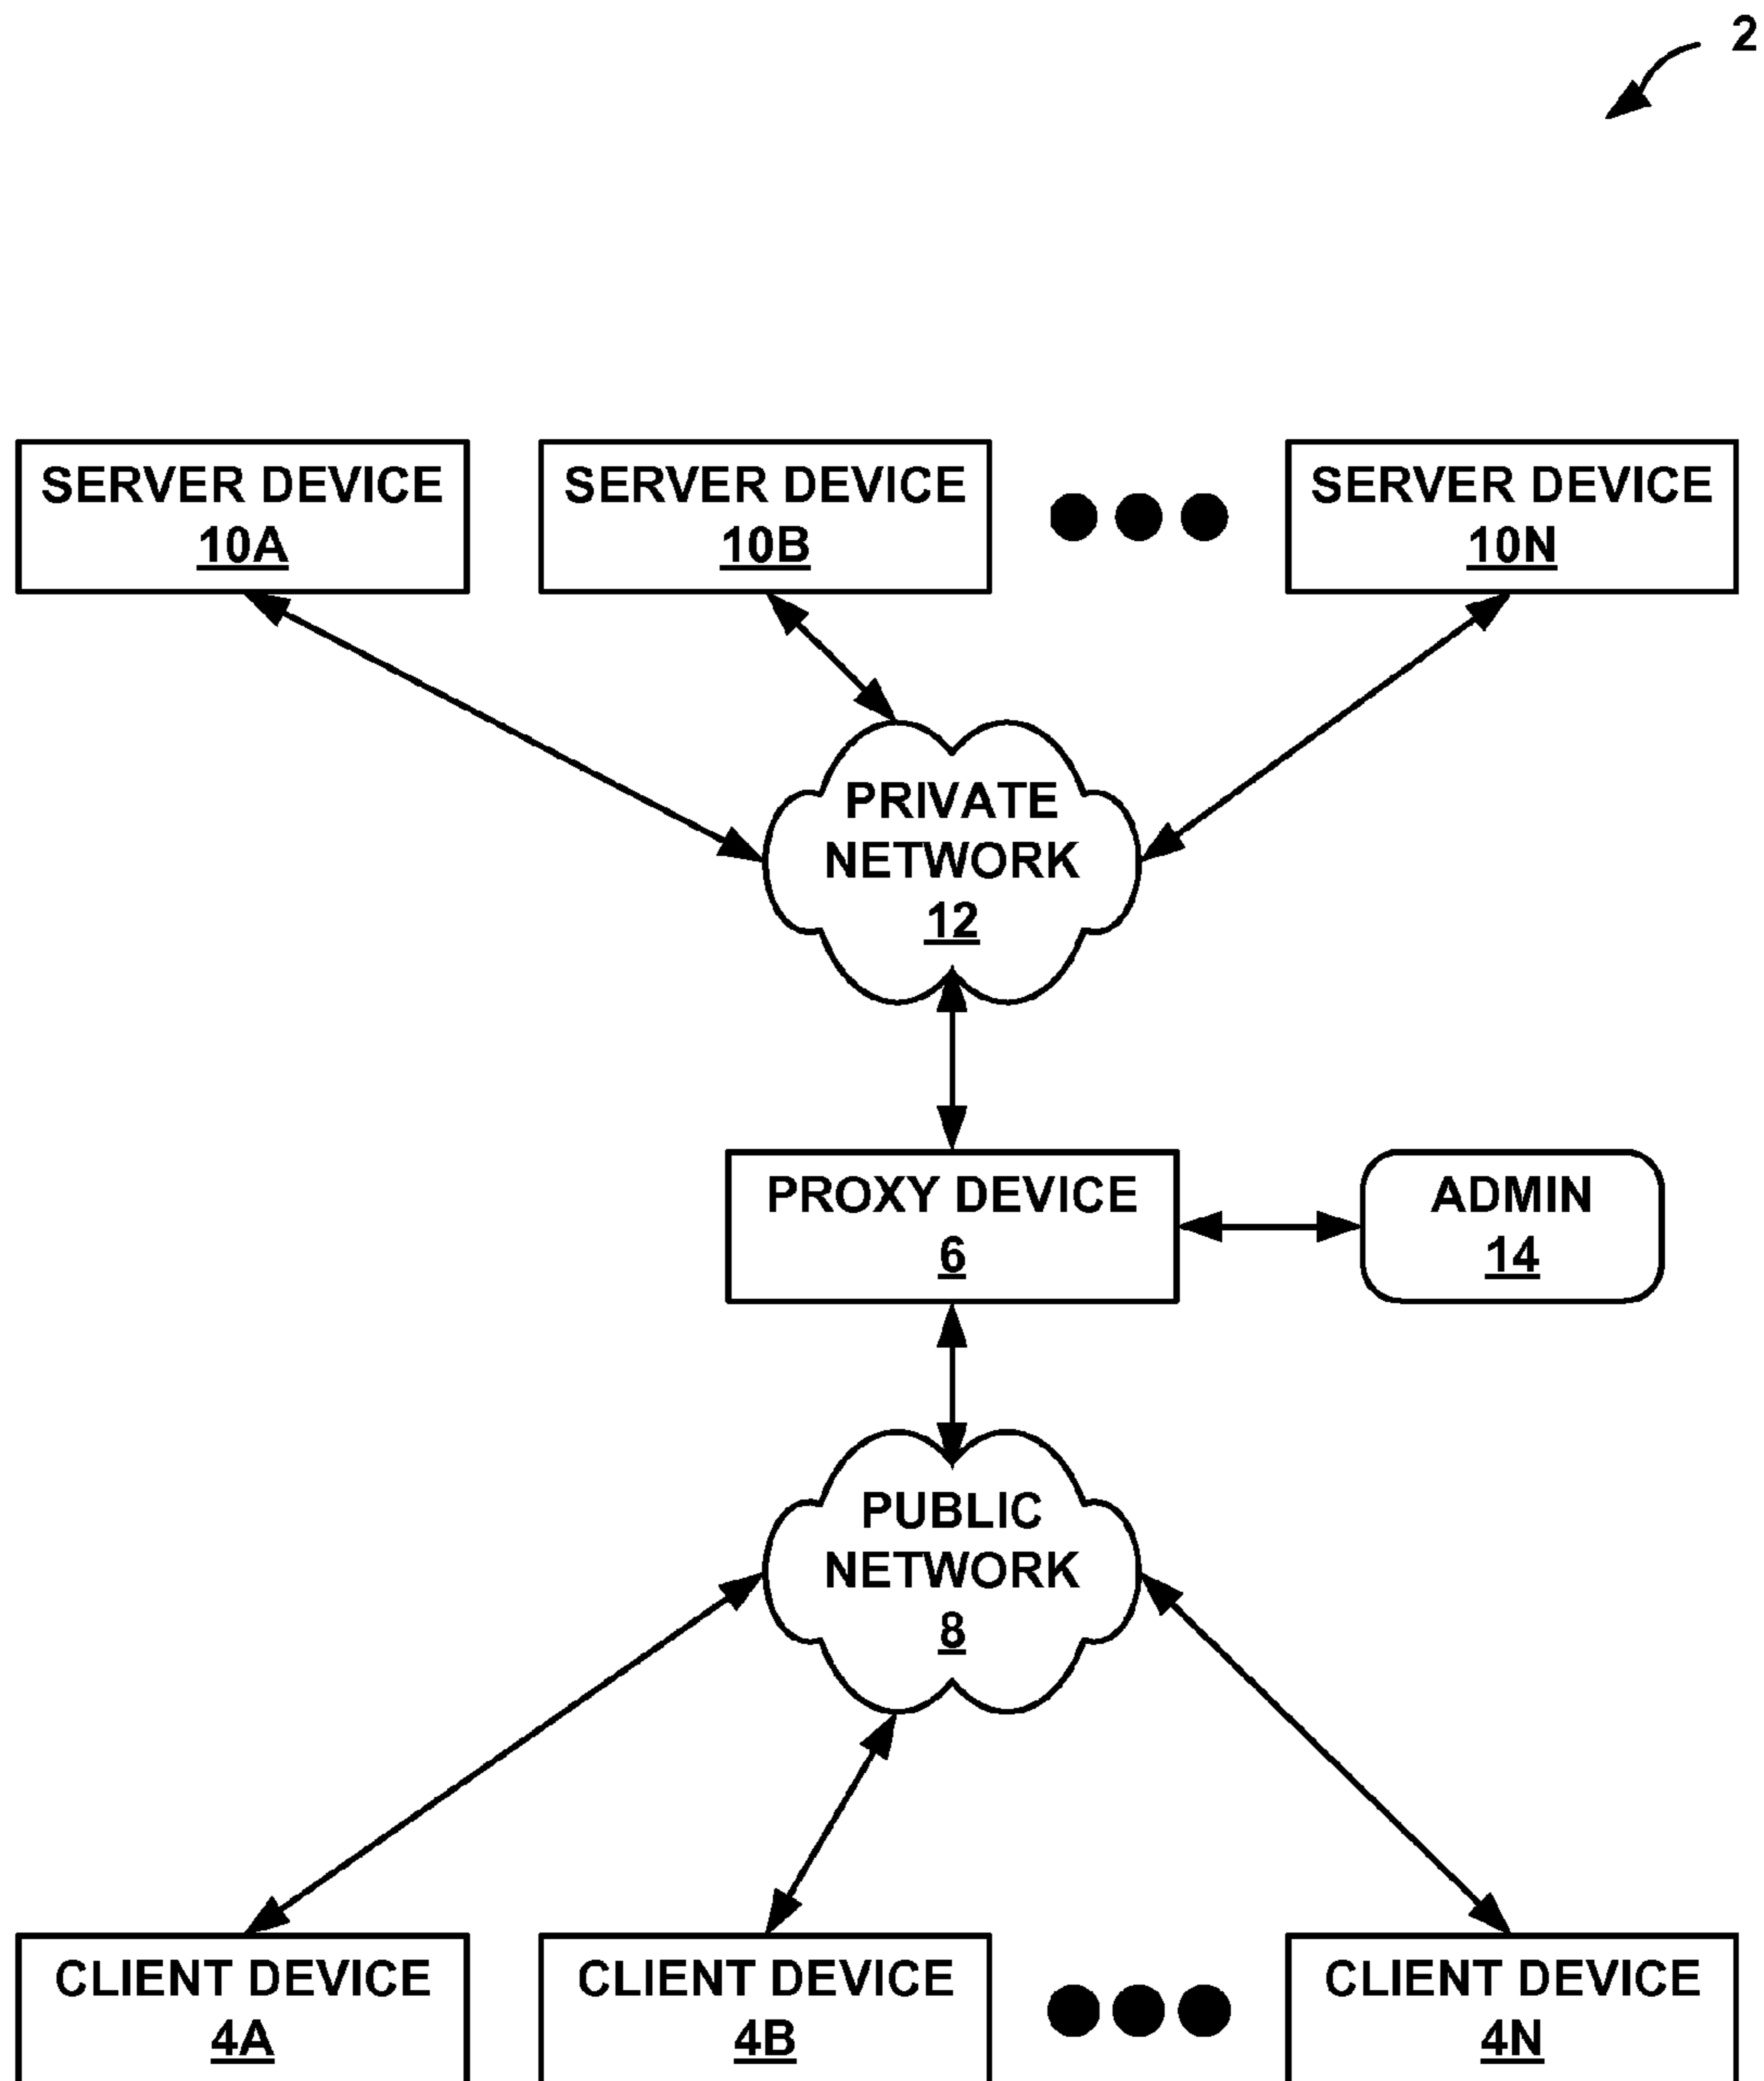 2
SERVER DEVICE
10A
SERVER DEVICE
10B
SERVER DEVICE
10N
PRIVATE
NETWORK
12
PROXY DEVICE
6
ADMIN
14
PUBLIC
NETWORK
8
CLIENT DEVICE
4A
CLIENT DEVICE
4B
CLIENT DEVICE
4N